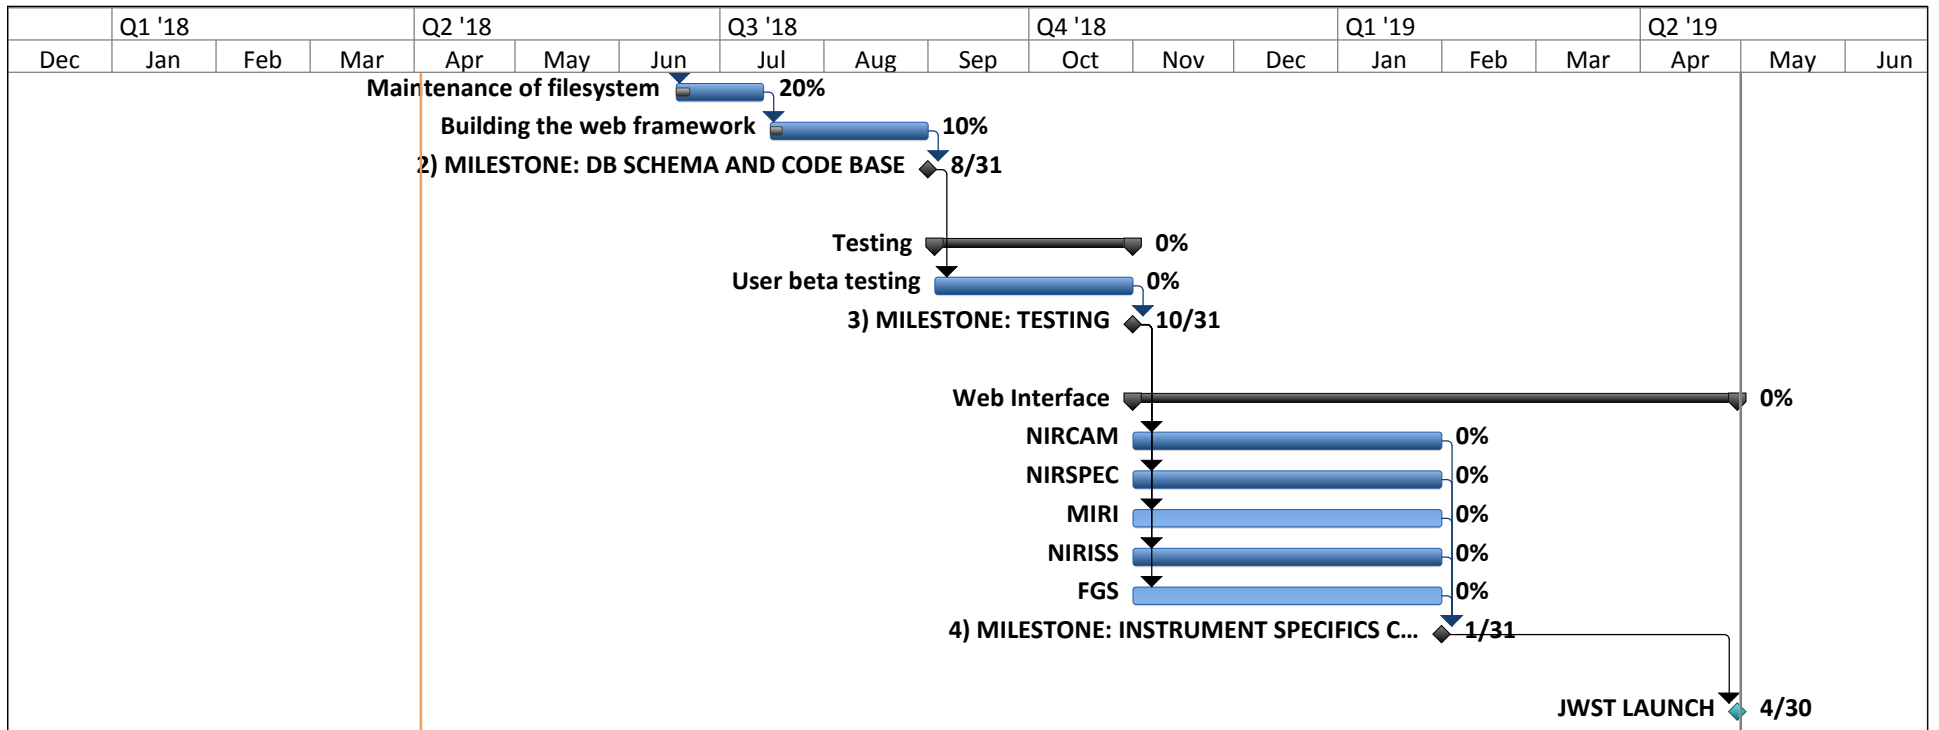 Q1 '18 Q2 '18 Q3 '18 Q4 '18 Q1 '19 Q2 '19
Dec Jan Feb Mar Apr May Jun Jul Aug Sep Oct Nov Dec Jan Feb Mar Apr May Jun
Maintenance of filesystem 20%
Building the web framework 10%
2) MILESTONE: DB SCHEMA AND CODE BASE 8/31
Testing 0%
User beta testing 0%
3) MILESTONE: TESTING 10/31
Web Interface 0%
NIRCAM 0%
NIRSPEC 0%
MIRI 0%
NIRISS 0%
FGS 0%
4) MILESTONE: INSTRUMENT SPECIFICS C... 1/31
JWST LAUNCH 4/30